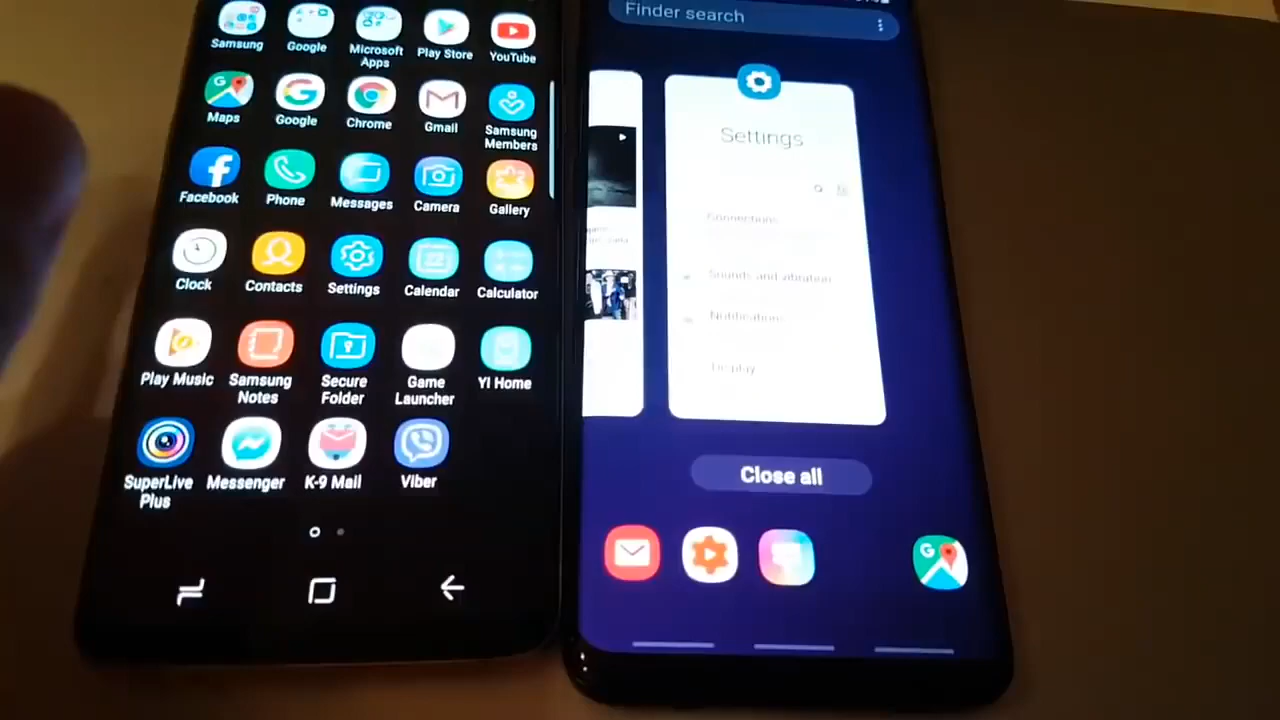 Samsung
Google
Microsoft
Apps
Play Store
YouTube
Maps
Google
Chrome
Gmail
Samsung
Members
Facebook
Phone
Messages
Camera
Gallery
Clock
Contacts
Settings
22
Calendar
Calculator
Play Music
Samsung
Notes
Secure
Folder
Game
Launcher
YI Home
SuperLive
Plus
Messenger
K-9 Mail
Viber
Finder search
Settings
Connections
Sounds and vibration
Notifications
Display
Close all